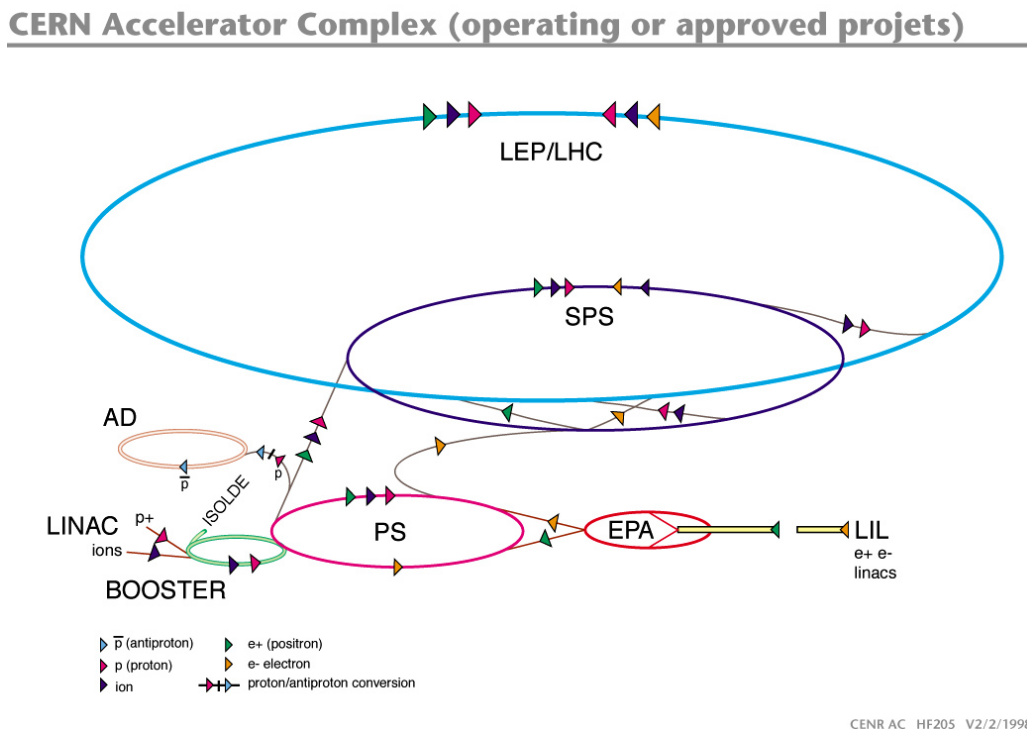 CERN Accelerator Complex (operating or approved projets)
LEP/LHC
SPS
AD
p̅
p
ISOLDE
LINAC
p+
ions
BOOSTER
PS
EPA
LIL
e+ e-
linacs
p̅ (antiproton)
p (proton)
ion
e+ (positron)
e- electron
proton/antiproton conversion
CENR AC HF205 V2/2/1998